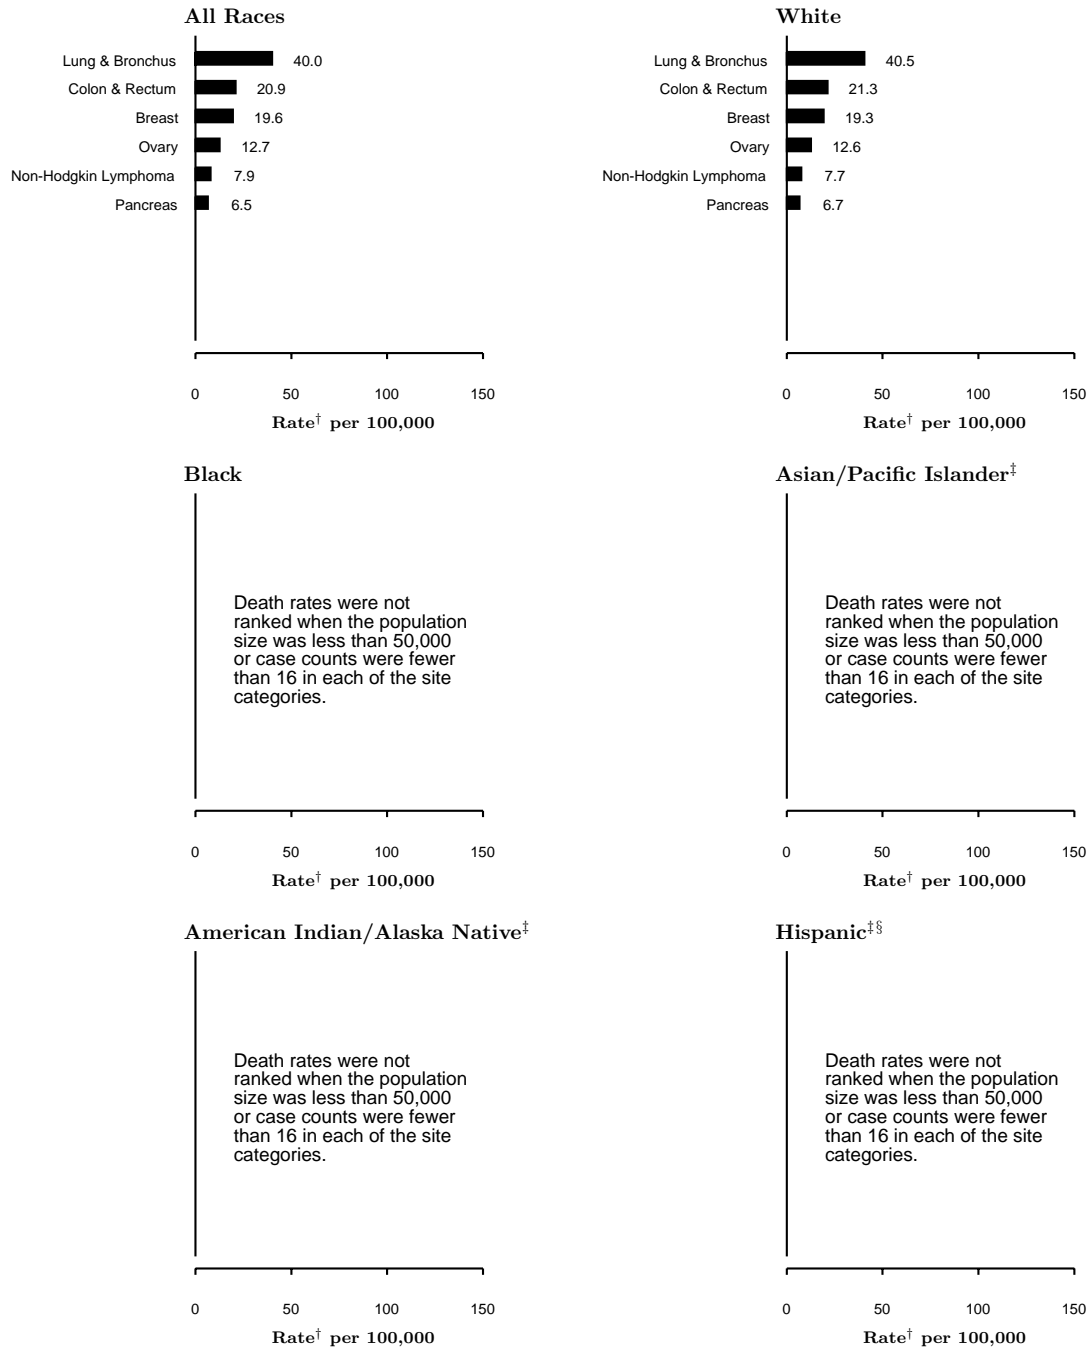 All Races
Lung & Bronchus 40.0
Colon & Rectum 20.9
Breast 19.6
Ovary 12.7
Non-Hodgkin Lymphoma 7.9
Pancreas 6.5
0 50 100 150
Rate† per 100,000
White
Lung & Bronchus 40.5
Colon & Rectum 21.3
Breast 19.3
Ovary 12.6
Non-Hodgkin Lymphoma 7.7
Pancreas 6.7
0 50 100 150
Rate† per 100,000
Black
Death rates were not
ranked when the population
size was less than 50,000
or case counts were fewer
than 16 in each of the site
categories.
0 50 100 150
Rate† per 100,000
Asian/Pacific Islander‡
Death rates were not
ranked when the population
size was less than 50,000
or case counts were fewer
than 16 in each of the site
categories.
0 50 100 150
Rate† per 100,000
American Indian/Alaska Native‡
Death rates were not
ranked when the population
size was less than 50,000
or case counts were fewer
than 16 in each of the site
categories.
0 50 100 150
Rate† per 100,000
Hispanic‡§
Death rates were not
ranked when the population
size was less than 50,000
or case counts were fewer
than 16 in each of the site
categories.
0 50 100 150
Rate† per 100,000